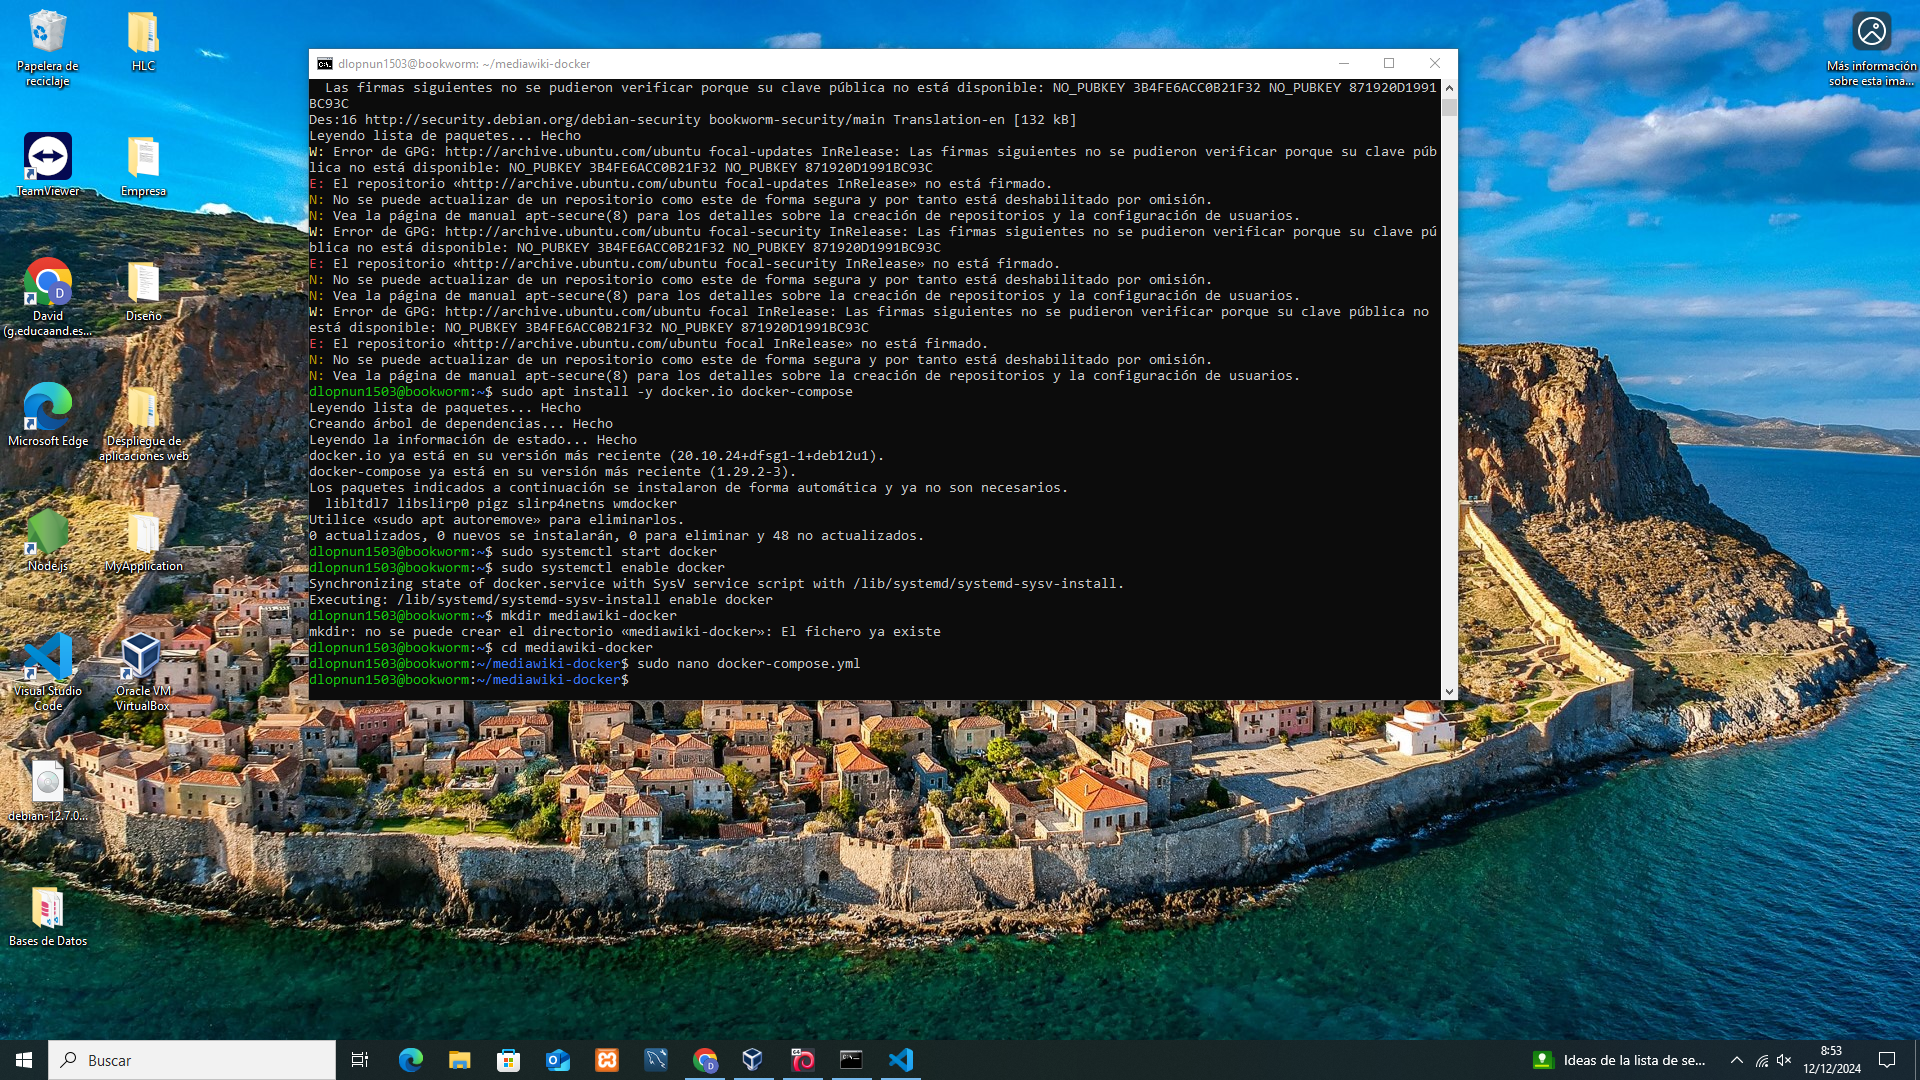 Papelera de
reciclaje
HLC
TeamViewer
Empresa
David
(g.educaand.es...
Diseño
Microsoft Edge
Despliegue de
aplicaciones web
Node.js
MyApplication
Visual Studio
Code
Oracle VM
VirtualBox
debian-12.7.0...
Bases de Datos
Más información
sobre esta ima...
dlopnun1503@bookworm: ~/mediawiki-docker
Las firmas siguientes no se pudieron verificar porque su clave pública no está disponible: NO_PUBKEY 3B4FE6ACC0B21F32 NO_PUBKEY 871920D1991
BC93C
Des:16 http://security.debian.org/debian-security bookworm-security/main Translation-en [132 kB]
Leyendo lista de paquetes... Hecho
W: Error de GPG: http://archive.ubuntu.com/ubuntu focal-updates InRelease: Las firmas siguientes no se pudieron verificar porque su clave púb
lica no está disponible: NO_PUBKEY 3B4FE6ACC0B21F32 NO_PUBKEY 871920D1991BC93C
E: El repositorio «http://archive.ubuntu.com/ubuntu focal-updates InRelease» no está firmado.
N: No se puede actualizar de un repositorio como este de forma segura y por tanto está deshabilitado por omisión.
N: Vea la página de manual apt-secure(8) para los detalles sobre la creación de repositorios y la configuración de usuarios.
W: Error de GPG: http://archive.ubuntu.com/ubuntu focal-security InRelease: Las firmas siguientes no se pudieron verificar porque su clave pú
blica no está disponible: NO_PUBKEY 3B4FE6ACC0B21F32 NO_PUBKEY 871920D1991BC93C
E: El repositorio «http://archive.ubuntu.com/ubuntu focal-security InRelease» no está firmado.
N: No se puede actualizar de un repositorio como este de forma segura y por tanto está deshabilitado por omisión.
N: Vea la página de manual apt-secure(8) para los detalles sobre la creación de repositorios y la configuración de usuarios.
W: Error de GPG: http://archive.ubuntu.com/ubuntu focal InRelease: Las firmas siguientes no se pudieron verificar porque su clave pública no
está disponible: NO_PUBKEY 3B4FE6ACC0B21F32 NO_PUBKEY 871920D1991BC93C
E: El repositorio «http://archive.ubuntu.com/ubuntu focal InRelease» no está firmado.
N: No se puede actualizar de un repositorio como este de forma segura y por tanto está deshabilitado por omisión.
N: Vea la página de manual apt-secure(8) para los detalles sobre la creación de repositorios y la configuración de usuarios.
dlopnun1503@bookworm:~$ sudo apt install -y docker.io docker-compose
Leyendo lista de paquetes... Hecho
Creando árbol de dependencias... Hecho
Leyendo la información de estado... Hecho
docker.io ya está en su versión más reciente (20.10.24+dfsg1-1+deb12u1).
docker-compose ya está en su versión más reciente (1.29.2-3).
Los paquetes indicados a continuación se instalaron de forma automática y ya no son necesarios.
libltdl7 libslirp0 pigz slirp4netns wmdocker
Utilice «sudo apt autoremove» para eliminarlos.
0 actualizados, 0 nuevos se instalarán, 0 para eliminar y 48 no actualizados.
dlopnun1503@bookworm:~$ sudo systemctl start docker
dlopnun1503@bookworm:~$ sudo systemctl enable docker
Synchronizing state of docker.service with SysV service script with /lib/systemd/systemd-sysv-install.
Executing: /lib/systemd/systemd-sysv-install enable docker
dlopnun1503@bookworm:~$ mkdir mediawiki-docker
mkdir: no se puede crear el directorio «mediawiki-docker»: El fichero ya existe
dlopnun1503@bookworm:~$ cd mediawiki-docker
dlopnun1503@bookworm:~/mediawiki-docker$ sudo nano docker-compose.yml
dlopnun1503@bookworm:~/mediawiki-docker$
Buscar
Ideas de la lista de se...
8:53
12/12/2024